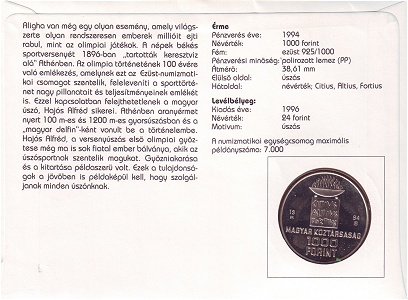 Aligha van még egy olyan esemény, amely világ-
szerte olyan rendszeresen emberek millióit ejti
rabul, mint az olimpiai játékok. A népek békés
sportversenyét 1896-ban „tartották keresztvíz
alá" Athénban. Az olimpia történetének 100 évére
való emlékezés, amelynek ezt az Ezüst-numizmati-
kai csomagot szentelik, feleveníti a sporttörté-
net nagy pillanatait és teljesítményeinek emlékét
is. Ezzel kapcsolatban felejthetetlenek a magyar
úszó, Hajós Alfréd sikerei. Athénban aranyérmet
nyert 100 m-es és 1200 m-es gyorsúszásban és a
„magyar delfin"-ként vonult be a történelembe.
Hajós Alfréd, a versenyúszás első olimpiai győz-
tese még ma is sok fiatal ember bálványa, akik az
úszósportnak szentelik magukat. Győzniakarása
és a kitartása példaszerű volt. Ezek a tulajdonsá-
gok a jövőben is példaképül kell, hogy szolgál-
janak minden úszónknak.
Érme
Pénzverés éve: 1994
Névérték: 1000 forint
Fém: ezüst 925/1000
Pénzverési minőség: polírozott lemez (PP)
Átmérő: 38,61 mm
Előlap oldal: úszás
Hátoldal: névérték; Citius, Altius, Fortius
Levélbélyeg:
Kiadás éve: 1996
Névérték: 24 forint
Motívum: úszás
A numizmatikai egységcsomag maximális
példányszáma: 7.000
19 94
MAGYAR KÖZTÁRSASÁG
1000
FORINT